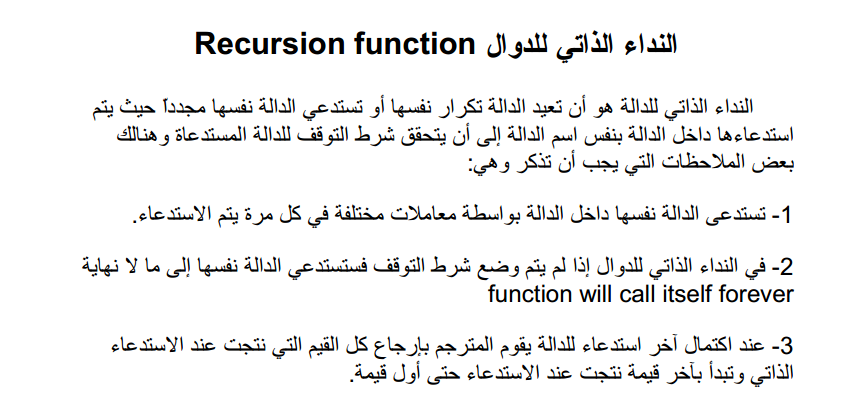 النداء الذاتي للدوال Recursion function
النداء الذاتي للدالة هو أن تعيد الدالة تكرار نفسها أو تستدعي الدالة نفسها مجدداً حيث يتم
استدعاءها داخل الدالة بنفس اسم الدالة إلى أن يتحقق شرط التوقف للدالة المستدعاة وهنالك
بعض الملاحظات التي يجب أن تذكر وهي:
1- تستدعى الدالة نفسها داخل الدالة بواسطة معاملات مختلفة في كل مرة يتم الاستدعاء.
2- في النداء الذاتي للدوال إذا لم يتم وضع شرط التوقف فستستدعي الدالة نفسها إلى ما لا نهاية
function will call itself forever
3- عند اكتمال آخر استدعاء للدالة يقوم المترجم بإرجاع كل القيم التي نتجت عند الاستدعاء
الذاتي وتبدأ بآخر قيمة نتجت عند الاستدعاء حتى أول قيمة.